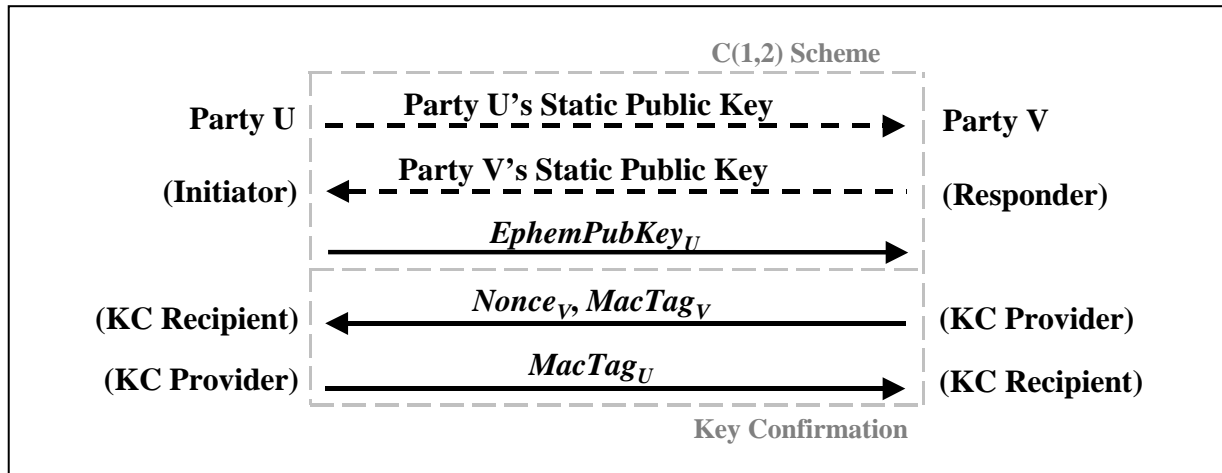 C(1,2) Scheme
Party U
Party U's Static Public Key
Party V
(Initiator)
Party V's Static Public Key
(Responder)
EphemPubKeyU
(KC Recipient)
NonceV, MacTagV
(KC Provider)
(KC Provider)
MacTagU
(KC Recipient)
Key Confirmation